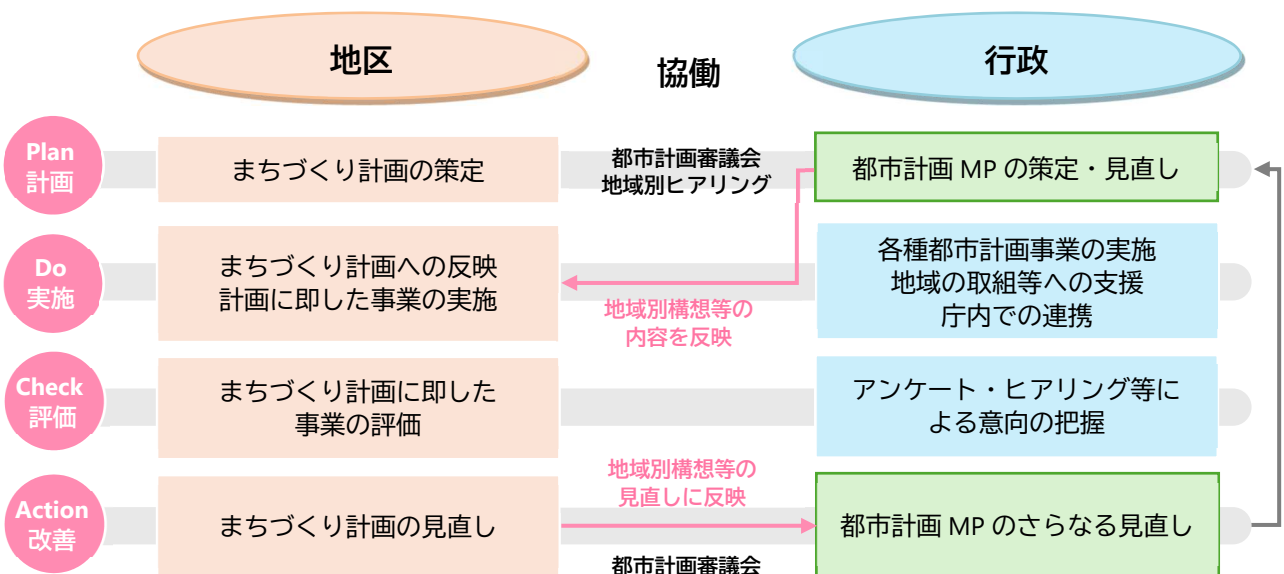 地区
協働
行政
Plan
計画
まちづくり計画の策定
都市計画審議会
地域別ヒアリング
都市計画 MP の策定・見直し
Do
実施
まちづくり計画への反映
計画に即した事業の実施
地域別構想等の
内容を反映
各種都市計画事業の実施
地域の取組等への支援
庁内での連携
Check
評価
まちづくり計画に即した
事業の評価
アンケート・ヒアリング等に
よる意向の把握
Action
改善
まちづくり計画の見直し
地域別構想等の
見直しに反映
都市計画審議会
都市計画 MP のさらなる見直し